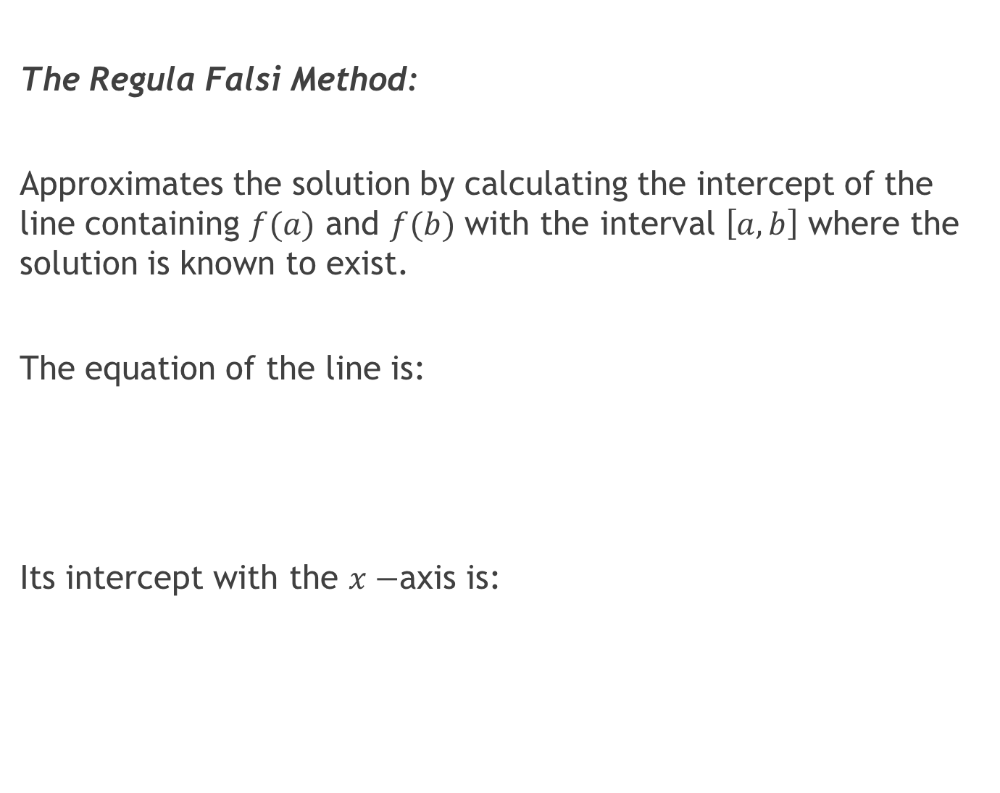 The Regula Falsi Method:
Approximates the solution by calculating the intercept of the
line containing 𝑓(𝑎) and 𝑓(𝑏) with the interval [𝑎, 𝑏] where the
solution is known to exist.
The equation of the line is:
Its intercept with the 𝑥 −axis is: